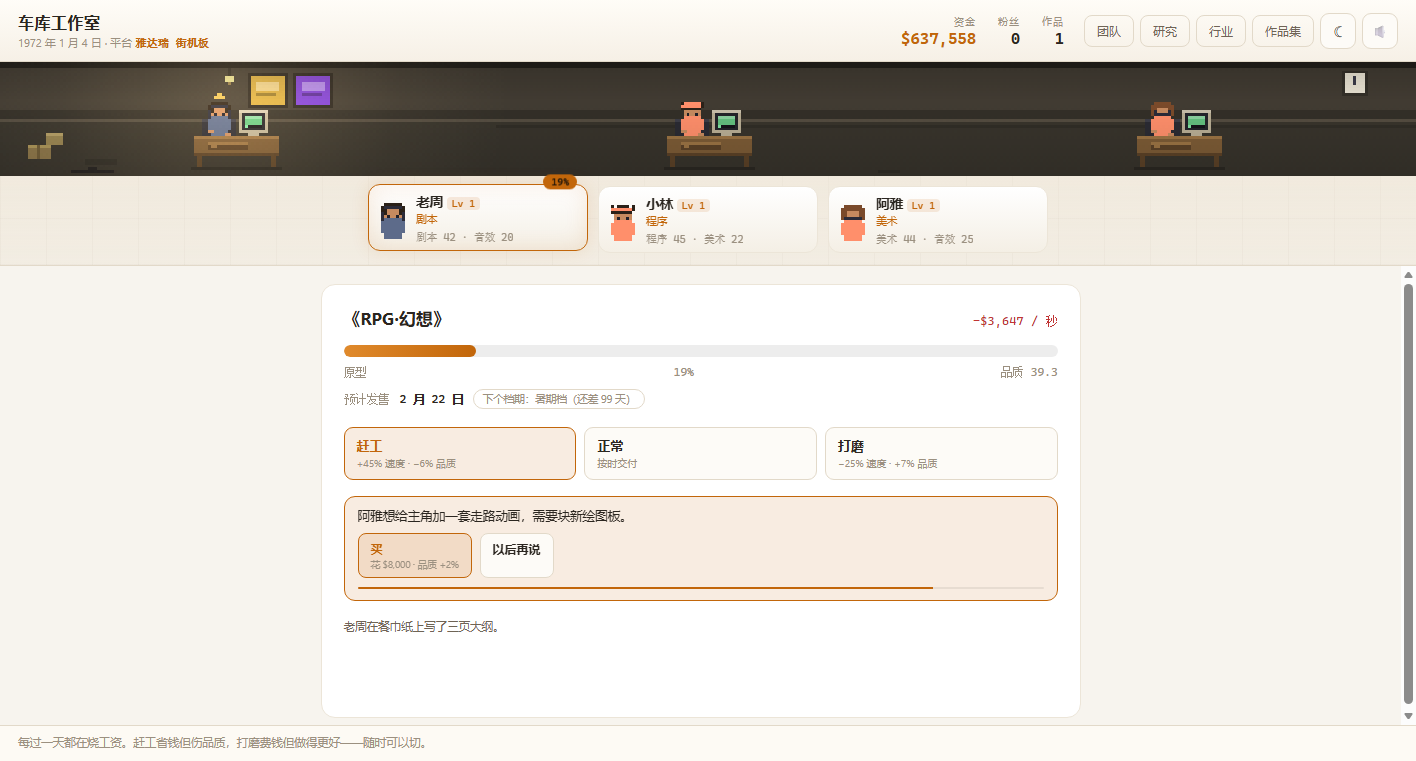 车库工作室
1972 年 1 月 4 日 · 平台 雅达瑞 街机板
资金
$637,558
粉丝
0
作品
1
团队
研究
行业
作品集
19%
老周 Lv 1
剧本
剧本 42 · 音效 20
小林 Lv 1
程序
程序 45 · 美术 22
阿雅 Lv 1
美术
美术 44 · 音效 25
《RPG·幻想》
−$3,647 / 秒
原型
19%
品质 39.3
预计发售 2 月 22 日 下个档期: 暑期档 (还差 99 天)
赶工
+45% 速度 · −6% 品质
正常
按时交付
打磨
−25% 速度 · +7% 品质
阿雅想给主角加一套走路动画，需要块新绘图板。
买
花 $8,000 · 品质 +2%
以后再说
老周在餐巾纸上写了三页大纲。
每过一天都在烧工资。赶工省钱但伤品质，打磨费钱但做得更好——随时可以切。